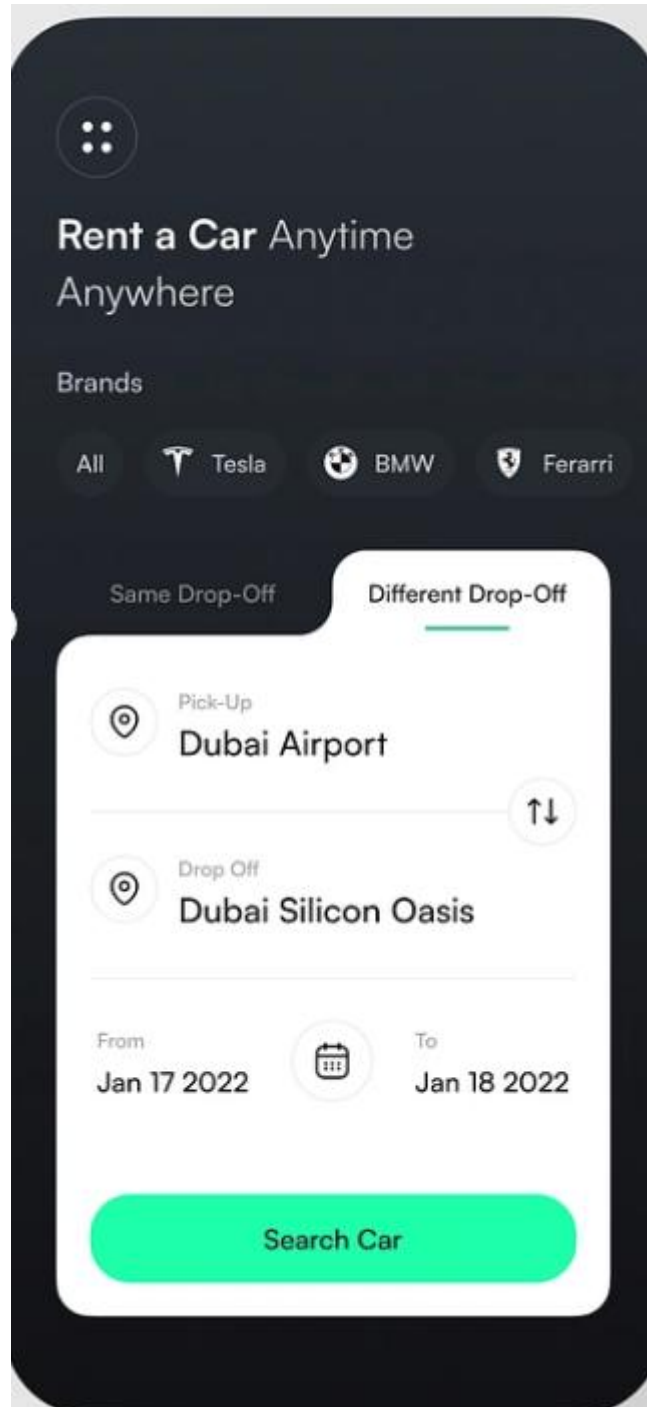 Rent a Car Anytime
Anywhere
Brands
All Tesla BMW Ferarri
Same Drop-Off Different Drop-Off
Pick-Up
Dubai Airport
Drop Off
Dubai Silicon Oasis
From To
Jan 17 2022 Jan 18 2022
Search Car